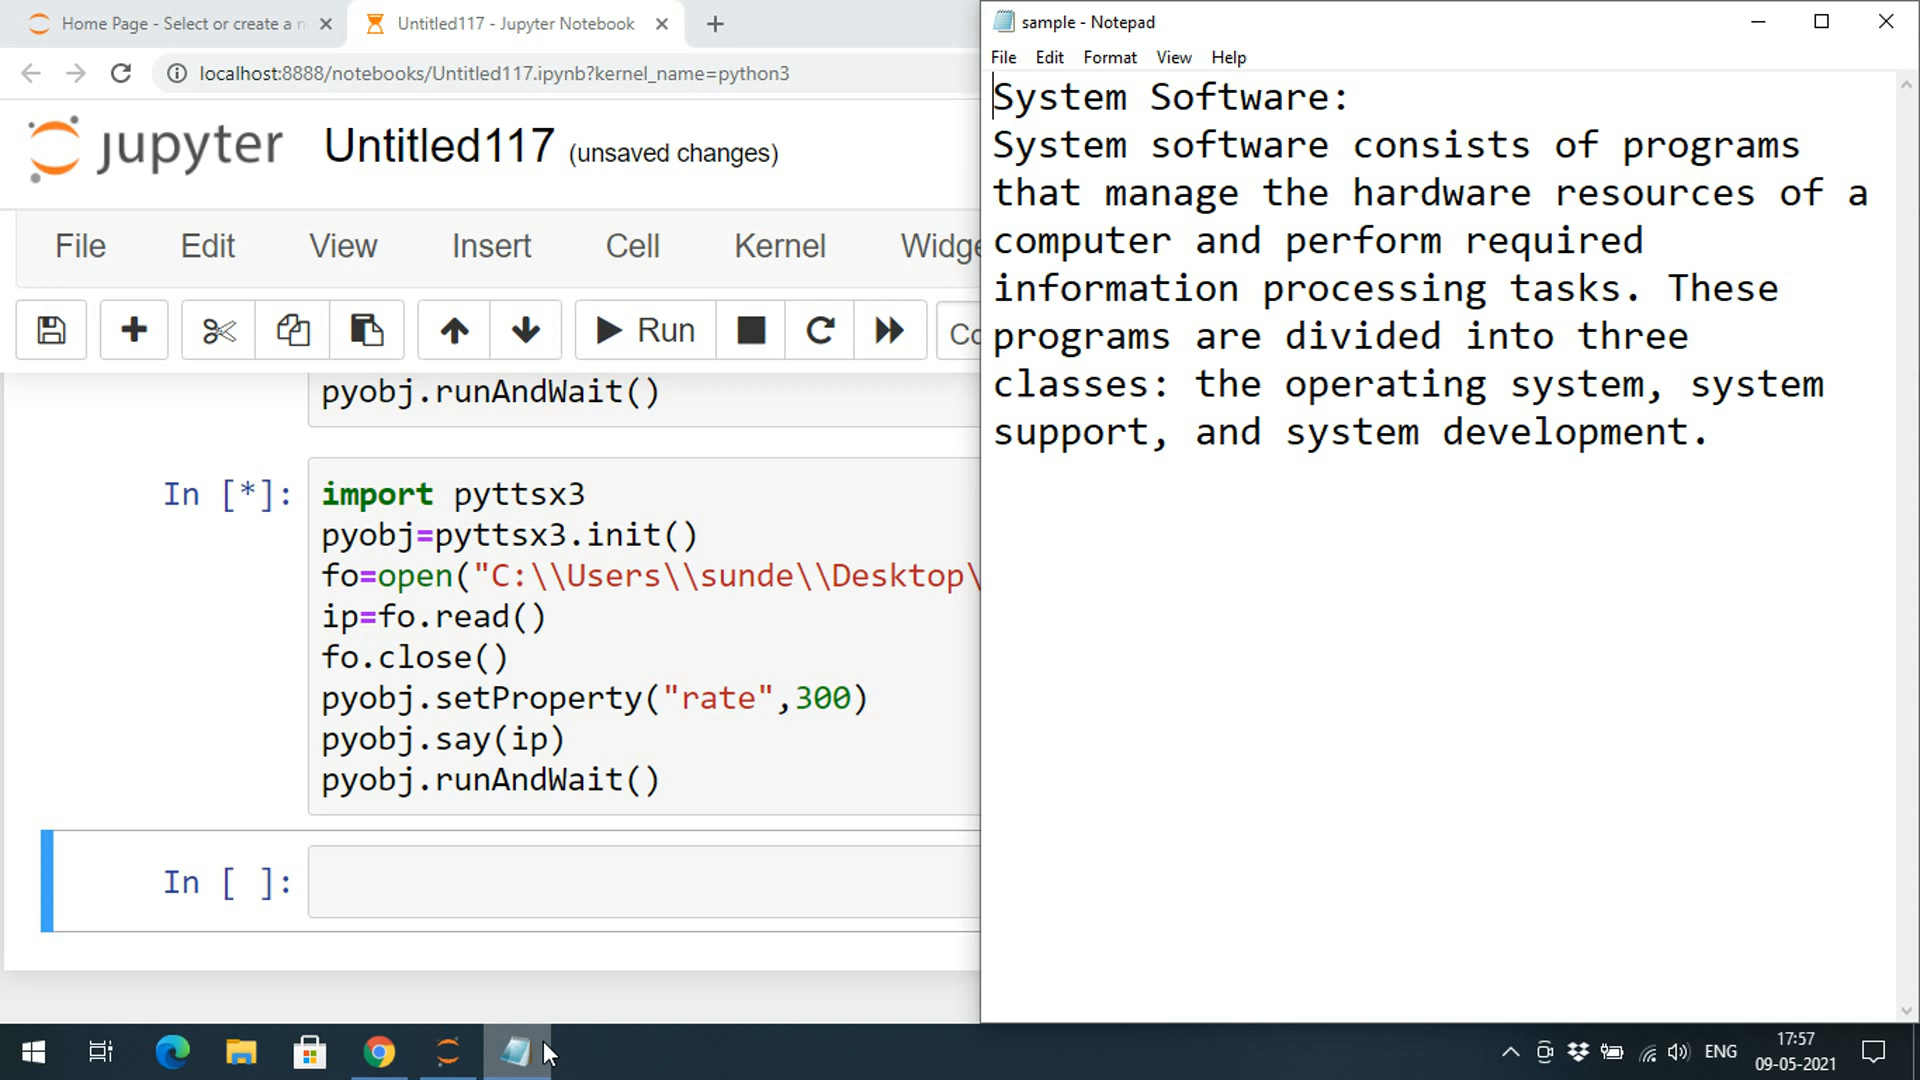 Home Page - Select or create a n
Untitled117 - Jupyter Notebook
localhost:8888/notebooks/Untitled117.ipynb?kernel_name=python3
jupyter Untitled117 (unsaved changes)
File Edit View Insert Cell Kernel Widge
Run
Co
pyobj.runAndWait()
In [*]:
import pyttsx3
pyobj=pyttsx3.init()
fo=open("C:\\Users\\sunde\\Desktop\
ip=fo.read()
fo.close()
pyobj.setProperty("rate",300)
pyobj.say(ip)
pyobj.runAndWait()
In [ ]:
sample - Notepad
File Edit Format View Help
System Software:
System software consists of programs
that manage the hardware resources of a
computer and perform required
information processing tasks. These
programs are divided into three
classes: the operating system, system
support, and system development.
ENG
17:57
09-05-2021